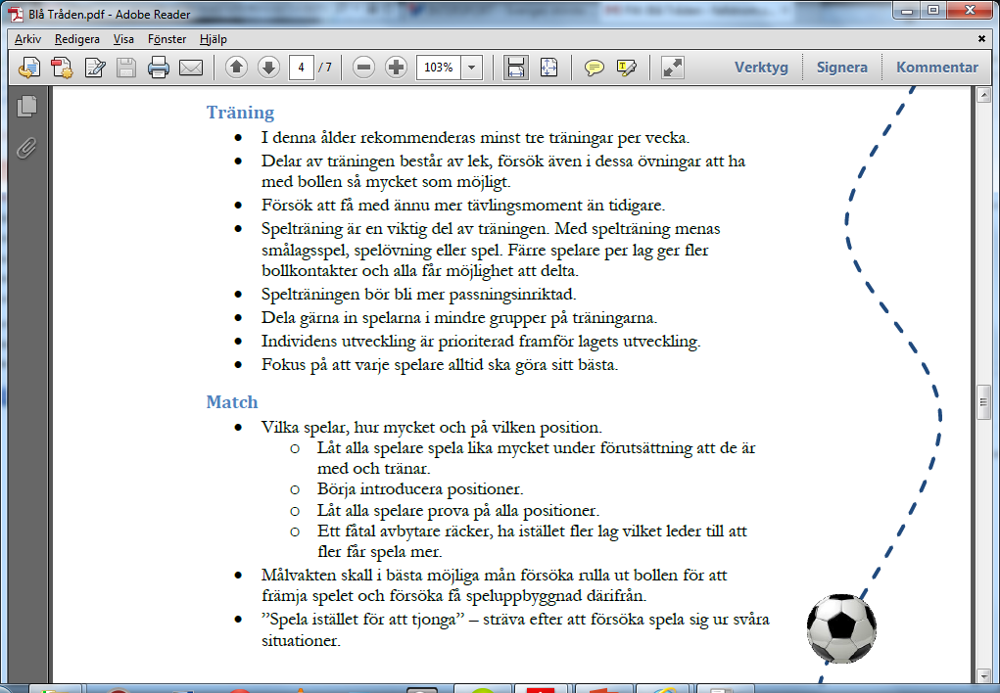 Blå Tråden.pdf - Adobe Reader
Arkiv Redigera Visa Fönster Hjälp
4 / 7 103% Verktyg Signera Kommentar
Träning
• I denna ålder rekommenderas minst tre träningar per vecka.
• Delar av träningen består av lek, försök även i dessa övningar att ha
med bollen så mycket som möjligt.
• Försök att få med ännu mer tävlingsmoment än tidigare.
• Spelträning är en viktig del av träningen. Med spelträning menas
smålagsspel, spelövning eller spel. Färre spelare per lag ger fler
bollkontakter och alla får möjlighet att delta.
• Spelträningen bör bli mer passningsinriktad.
• Dela gärna in spelarna i mindre grupper på träningarna.
• Individens utveckling är prioriterad framför lagets utveckling.
• Fokus på att varje spelare alltid ska göra sitt bästa.
Match
• Vilka spelar, hur mycket och på vilken position.
o Låt alla spelare spela lika mycket under förutsättning att de är
med och tränar.
o Börja introducera positioner.
o Låt alla spelare prova på alla positioner.
o Ett fåtal avbytare räcker, ha istället fler lag vilket leder till att
fler får spela mer.
• Målvakten skall i bästa möjliga mån försöka rulla ut bollen för att
främja spelet och försöka få speluppbyggnad därifrån.
• ”Spela istället för att tjonga” – sträva efter att försöka spela sig ur svåra
situationer.